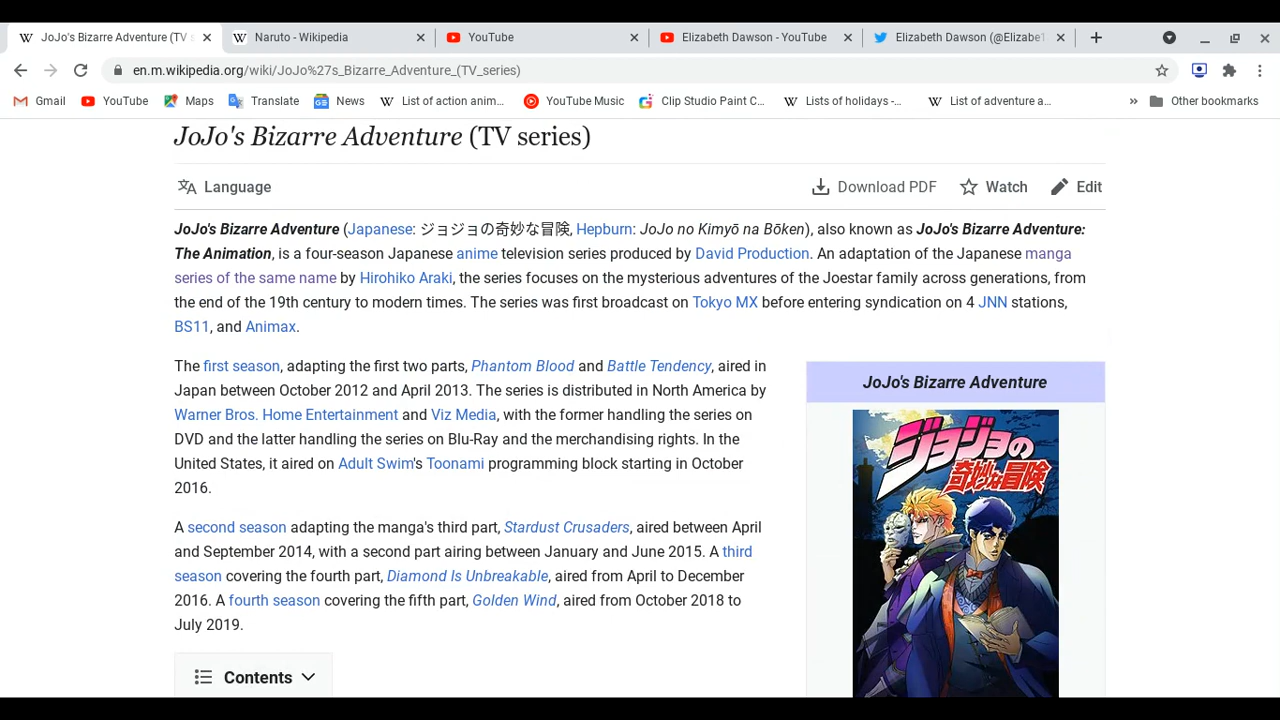 JoJo's Bizarre Adventure (TV s
Naruto - Wikipedia
YouTube
Elizabeth Dawson - YouTube
Elizabeth Dawson (@Elizabe
en.m.wikipedia.org/wiki/JoJo%27s_Bizarre_Adventure_(TV_series)
Gmail
YouTube
Maps
Translate
News
List of action anim...
YouTube Music
Clip Studio Paint C...
Lists of holidays -...
List of adventure a...
Other bookmarks
JoJo's Bizarre Adventure (TV series)
Language
Download PDF
Watch
Edit
JoJo's Bizarre Adventure (Japanese: ジョジョの奇妙な冒険, Hepburn: JoJo no Kimyō na Bōken), also known as JoJo's Bizarre Adventure:
The Animation, is a four-season Japanese anime television series produced by David Production. An adaptation of the Japanese manga
series of the same name by Hirohiko Araki, the series focuses on the mysterious adventures of the Joestar family across generations, from
the end of the 19th century to modern times. The series was first broadcast on Tokyo MX before entering syndication on 4 JNN stations,
BS11, and Animax.
The first season, adapting the first two parts, Phantom Blood and Battle Tendency, aired in
Japan between October 2012 and April 2013. The series is distributed in North America by
Warner Bros. Home Entertainment and Viz Media, with the former handling the series on
DVD and the latter handling the series on Blu-Ray and the merchandising rights. In the
United States, it aired on Adult Swim's Toonami programming block starting in October
2016.
A second season adapting the manga's third part, Stardust Crusaders, aired between April
and September 2014, with a second part airing between January and June 2015. A third
season covering the fourth part, Diamond Is Unbreakable, aired from April to December
2016. A fourth season covering the fifth part, Golden Wind, aired from October 2018 to
July 2019.
Contents
JoJo's Bizarre Adventure
ジョジョの
奇妙な冒険